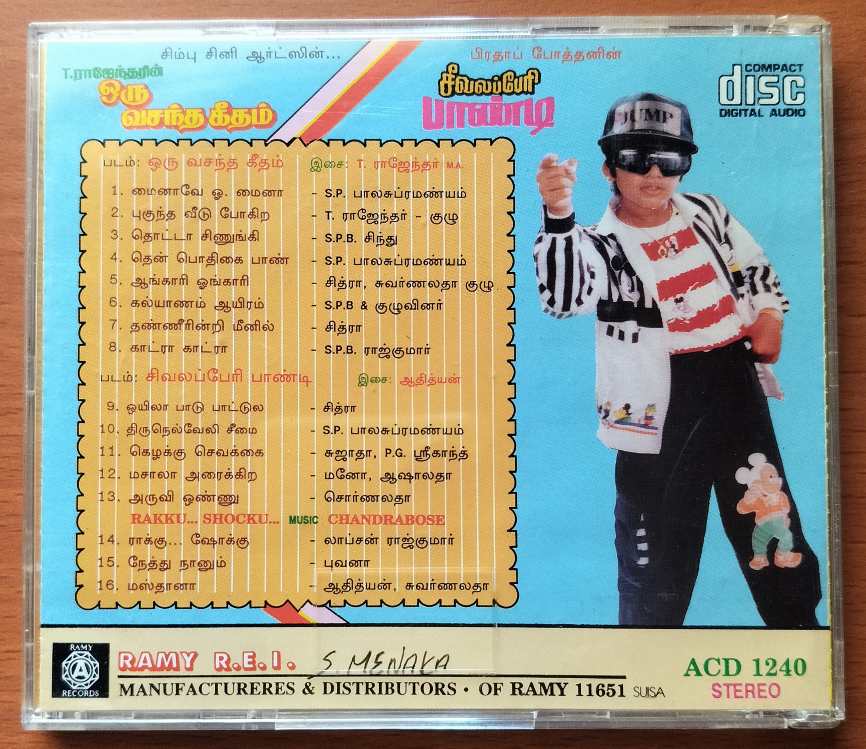 சிம்பு சினி ஆர்ட்ஸின்...
பிரதாப் போத்தனின்
T.ராஜேந்தரின்
ஒரு
வசந்த கீதம்
சீவலப்பேரி
பாண்டி
COMPACT
disc
DIGITAL AUDIO
JUMP
படம்: ஒரு வசந்த கீதம் இசை: T. ராஜேந்தர் M.A.
1. மைனாவே ஓ. மைனா – S.P. பாலசுப்ரமண்யம்
2. புகுந்த வீடு போகிற – T. ராஜேந்தர் – குழு
3. தொட்டா சிணுங்கி – S.P.B. சிந்து
4. தென் பொதிகை பாண் – S.P. பாலசுப்ரமண்யம்
5. ஆங்காரி ஓங்காரி – சித்ரா, சுவர்ணலதா குழு
6. கல்யாணம் ஆயிரம் – S.P.B & குழுவினர்
7. தண்ணீரின்றி மீனில் – சித்ரா
8. காட்ரா காட்ரா – S.P.B. ராஜ்குமார்
படம்: சிவலப்பேரி பாண்டி இசை: ஆதித்யன்
9. ஒயிலா பாடு பாட்டுல – சித்ரா
10. திருநெல்வேலி சீமை – S.P. பாலசுப்ரமண்யம்
11. கெழக்கு செவக்கை – சுஜாதா, P.G. ஸ்ரீகாந்த்
12. மசாலா அரைக்கிற – மனோ, ஆஷாலதா
13. அருவி ஒண்ணு – சொர்ணலதா
RAKKU... SHOCKU... MUSIC CHANDRABOSE
14. ராக்கு... ஷோக்கு – லாப்சன் ராஜ்குமார்
15. நேத்து நானும் – புவனா
16. மஸ்தானா – ஆதித்யன், சுவர்ணலதா
RAMY
A
RECORDS
RAMY R.E.I. S. MENAKA
MANUFACTURERES & DISTRIBUTORS · OF RAMY 11651 SUISA
ACD 1240
STEREO